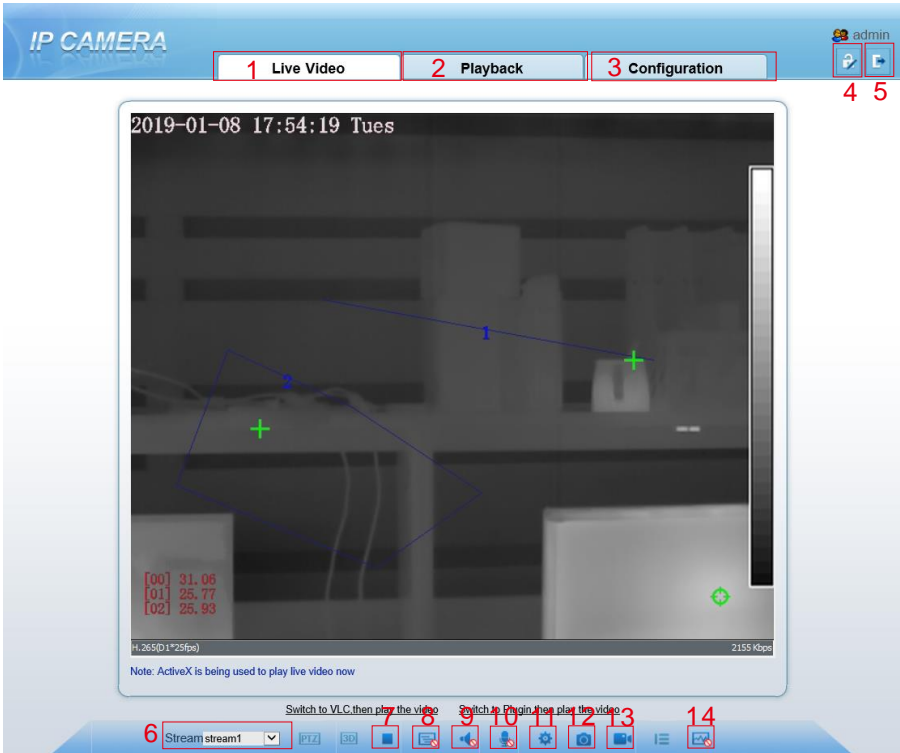 IP CAMERA
admin
1 Live Video
2 Playback
3 Configuration
4 5
2019-01-08 17:54:19 Tues
1
2
[00] 31.06
[01] 25.77
[02] 25.93
H.265(D1*25fps)
2155 Kbps
Note: ActiveX is being used to play live video now
Switch to VLC,then play the video
Switch to Plugin,then play the video
6 Stream stream1
PTZ
3D
7 8 9 10 11 12 13 14